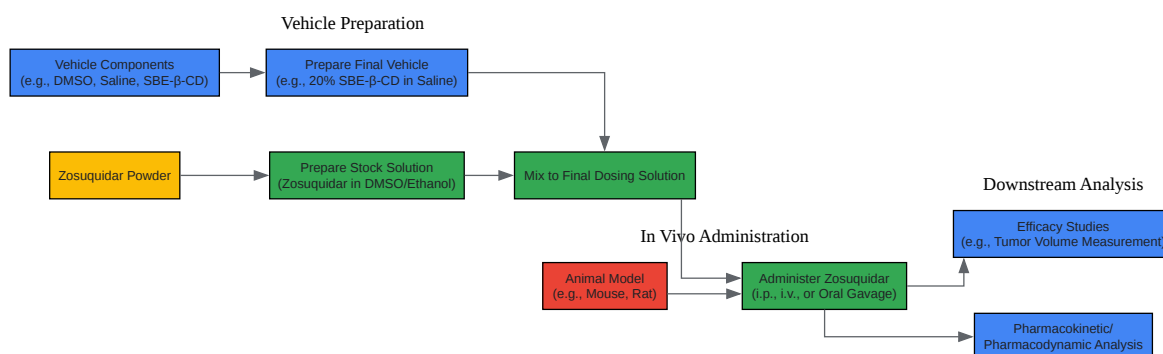 Vehicle Preparation
Vehicle Components
(e.g., DMSO, Saline, SBE-β-CD)
Prepare Final Vehicle
(e.g., 20% SBE-β-CD in Saline)
Zosuquidar Powder
Prepare Stock Solution
(Zosuquidar in DMSO/Ethanol)
Mix to Final Dosing Solution
In Vivo Administration
Animal Model
(e.g., Mouse, Rat)
Administer Zosuquidar
(i.p., i.v., or Oral Gavage)
Downstream Analysis
Efficacy Studies
(e.g., Tumor Volume Measurement)
Pharmacokinetic/
Pharmacodynamic Analysis